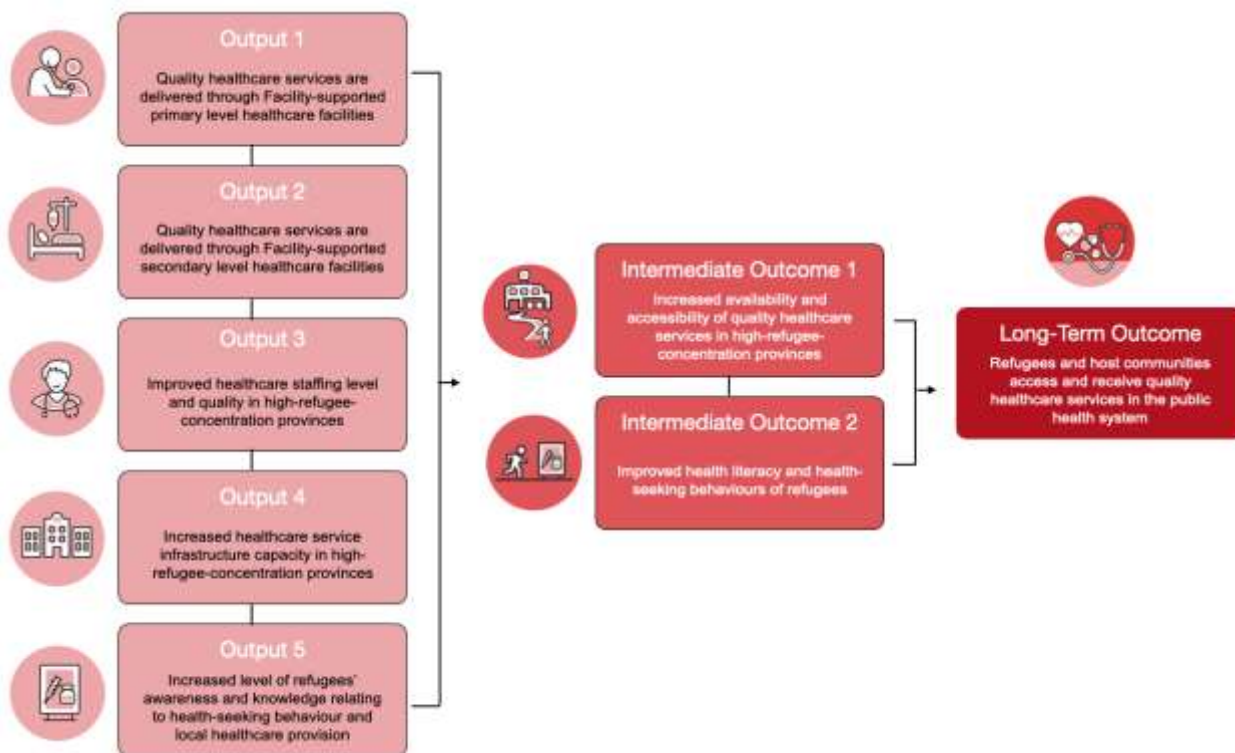 Output 1
Quality healthcare services are
delivered through Facility-supported
primary level healthcare facilities
Output 2
Quality healthcare services are
delivered through Facility-supported
secondary level healthcare facilities
Output 3
Improved healthcare staffing level
and quality in high-refugee-
concentration provinces
Output 4
Increased healthcare service
infrastructure capacity in high-
refugee-concentration provinces
Output 5
Increased level of refugees'
awareness and knowledge relating
to health-seeking behaviour and
local healthcare provision
Intermediate Outcome 1
Increased availability and
accessibility of quality healthcare
services in high-refugee-
concentration provinces
Intermediate Outcome 2
Improved health literacy and health-
seeking behaviours of refugees
Long-Term Outcome
Refugees and host communities
access and receive quality
healthcare services in the public
health system